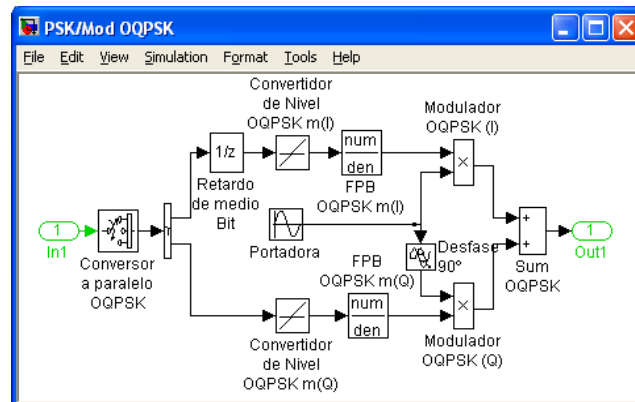 PSK/Mod OQPSK
File Edit View Simulation Format Tools Help
Convertidor
de Nivel
OQPSK m(I)
Modulador
OQPSK (I)
1/z
num
den
×
Retardo
de medio
Bit
FPB
OQPSK m(I)
1
In1
Conversor
a paralelo
OQPSK
Portadora
FPB
OQPSK m(Q)
Desfase
90º
+
+
Sum
OQPSK
1
Out1
num
den
×
Convertidor
de Nivel
OQPSK m(Q)
Modulador
OQPSK (Q)